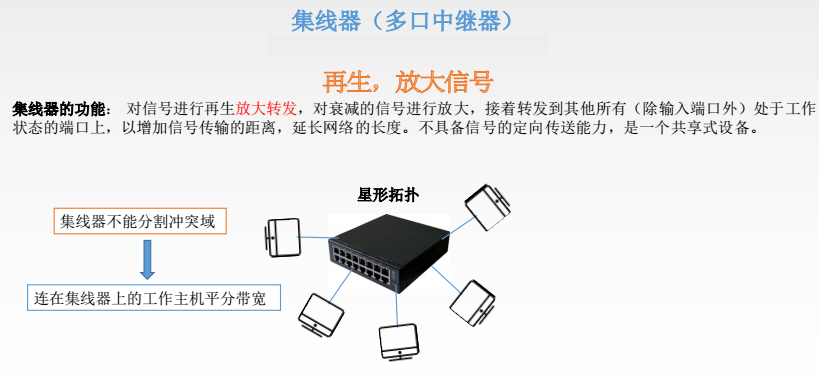 集线器（多口中继器）
再生，放大信号
集线器的功能： 对信号进行再生放大转发，对衰减的信号进行放大，接着转发到其他所有（除输入端口外）处于工作
状态的端口上，以增加信号传输的距离，延长网络的长度。不具备信号的定向传送能力，是一个共享式设备。
星形拓扑
集线器不能分割冲突域
连在集线器上的工作主机平分带宽